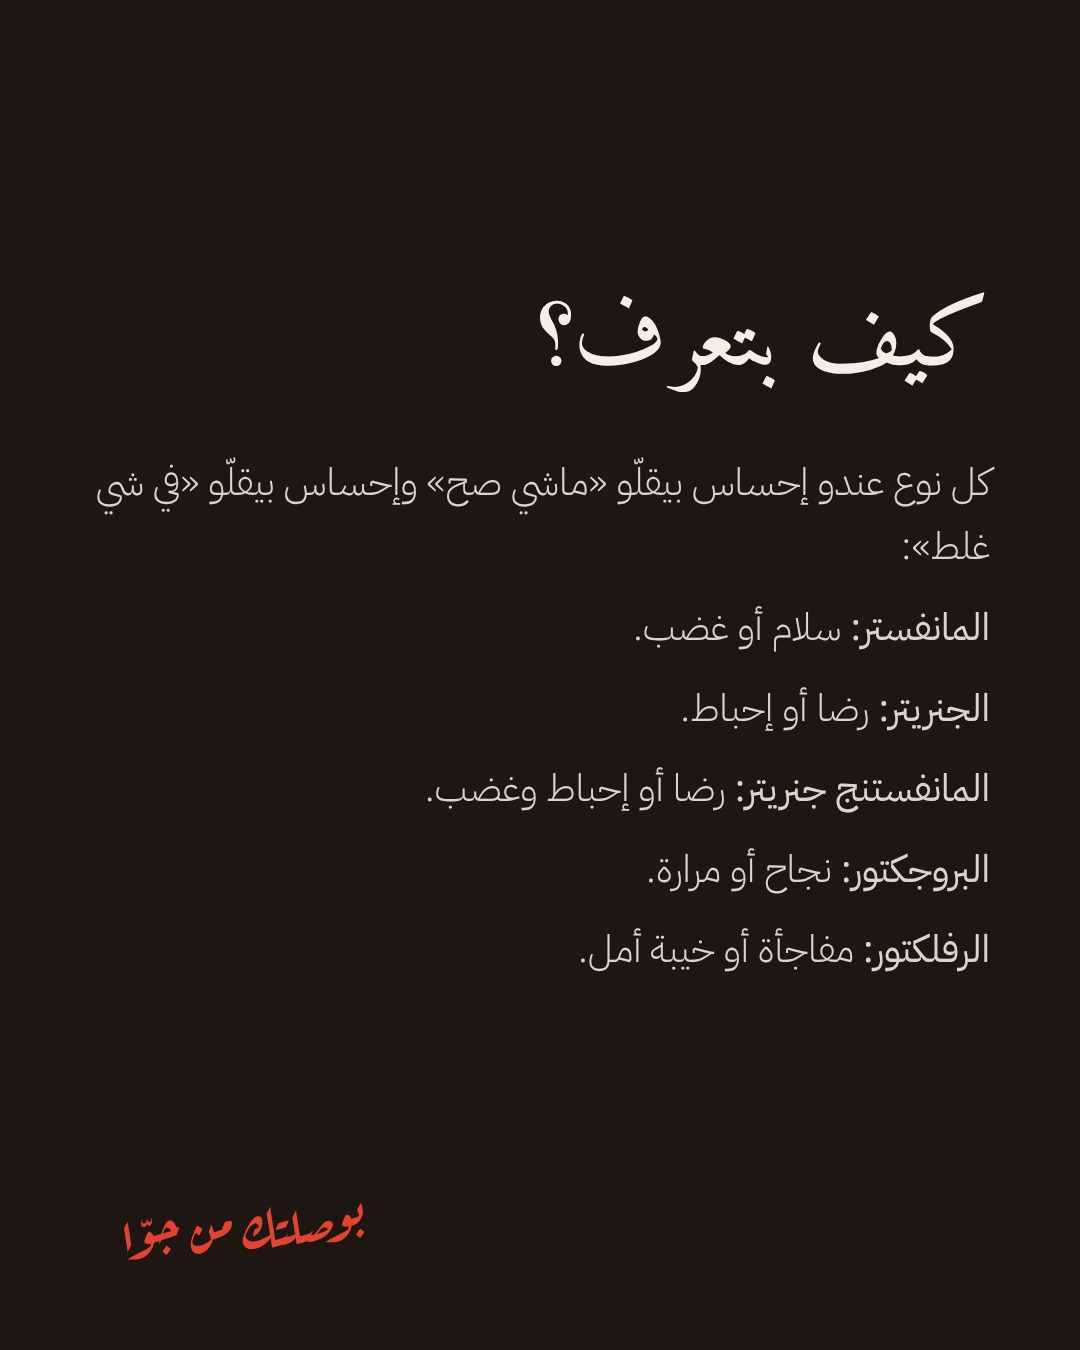 كيف بتعرف؟
كل نوع عندو إحساس بيقلّو «ماشي صح» وإحساس بيقلّو «في شي
غلط»:
المانفستر: سلام أو غضب.
الجنريتر: رضا أو إحباط.
المانفستنج جنريتر: رضا أو إحباط وغضب.
البروجكتور: نجاح أو مرارة.
الرفلكتور: مفاجأة أو خيبة أمل.
بوصلتك من جوّا